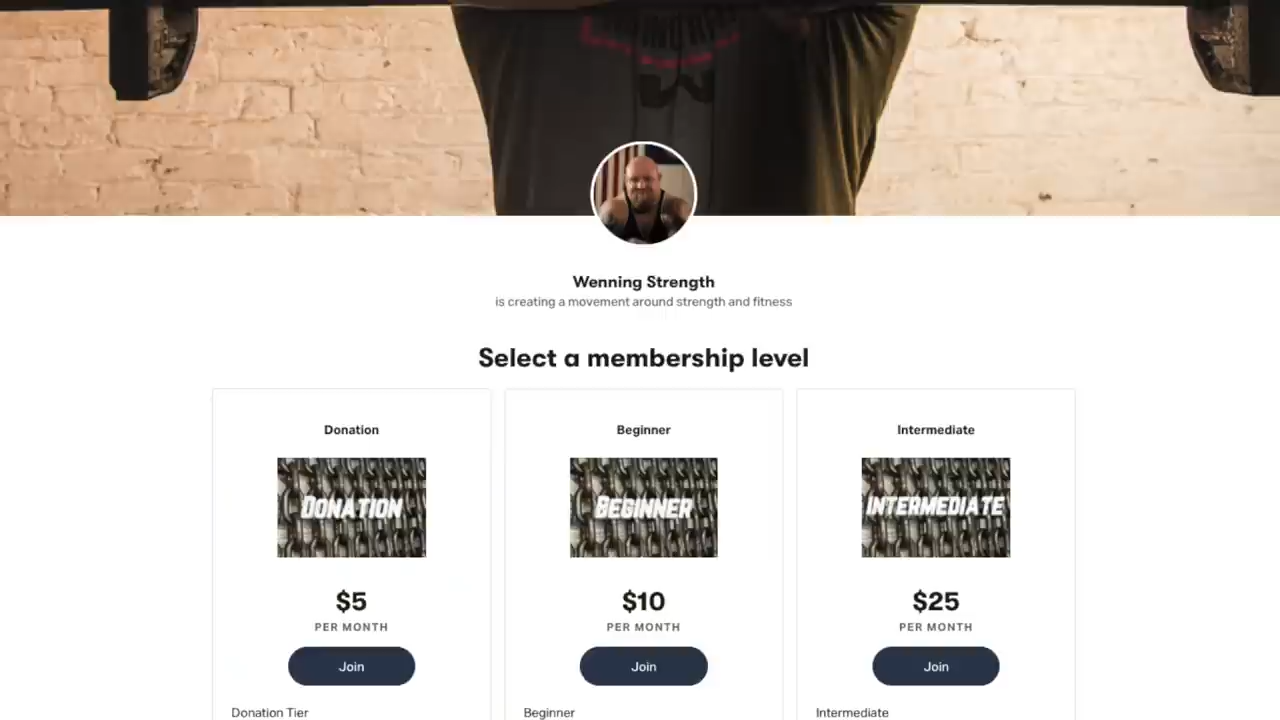 Wenning Strength
is creating a movement around strength and fitness
Select a membership level
Donation
DONATION
$5
PER MONTH
Join
Donation Tier
Beginner
BEGINNER
$10
PER MONTH
Join
Beginner
Intermediate
INTERMEDIATE
$25
PER MONTH
Join
Intermediate